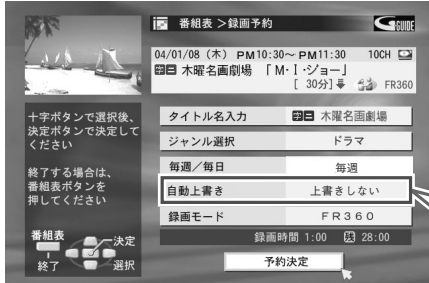 番組表 >録画予約
GGUIDE
04/01/08（木） PM10:30～PM11:30 10CH
字二 木曜名画劇場 「M・I・ジョー」
[ 30分] FR360
十字ボタンで選択後、
決定ボタンで決定して
ください
終了する場合は、
番組表ボタンを
押してください
タイトル名入力 字二 木曜名画劇場
ジャンル選択 ドラマ
毎週／毎日 毎週
自動上書き 上書きしない
録画モード ＦＲ３６０
録画時間 1:00 残 28:00
番組表
決定
終了 選択
予約決定